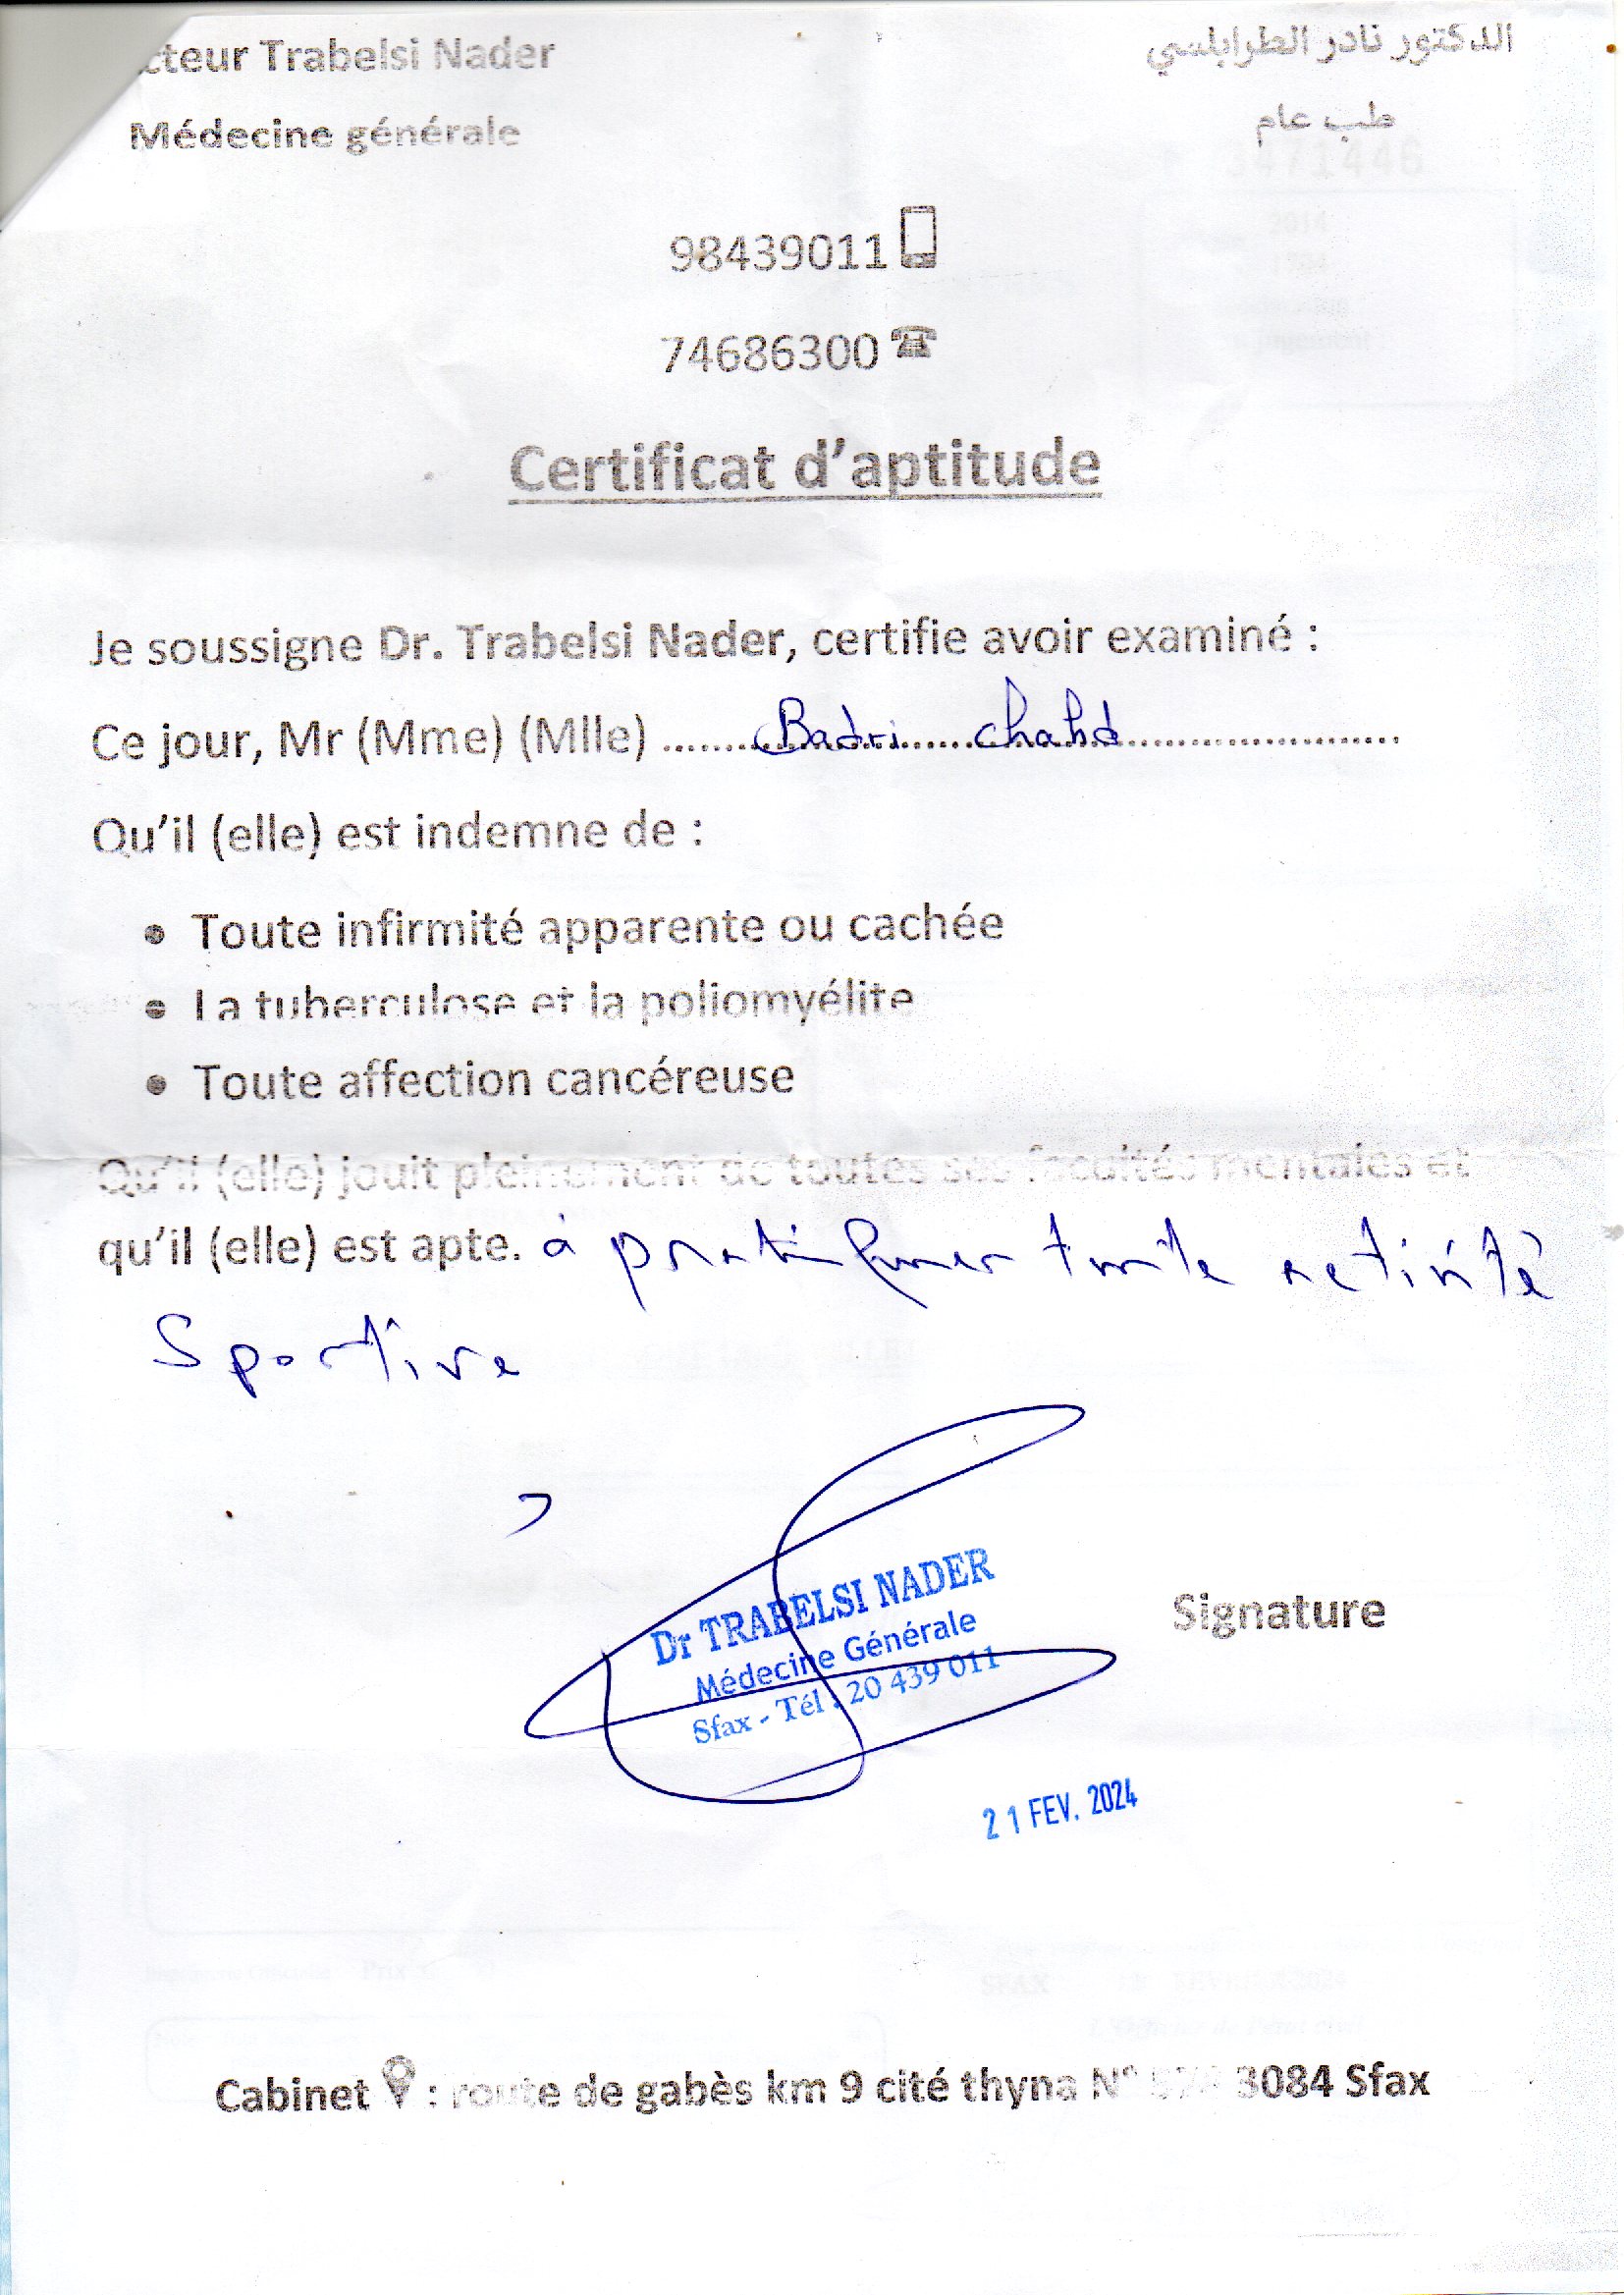 cteur Trabelsi Nader
الدكتور نادر الطرابلسي
Médecine générale
طب عام
98439011
74686300
Certificat d'aptitude
Je soussigne Dr. Trabelsi Nader, certifie avoir examiné :
Ce jour, Mr (Mme) (Mlle) ........Badri chahd........
Qu'il (elle) est indemne de :
• Toute infirmité apparente ou cachée
• La tuberculose et la poliomyélite
• Toute affection cancéreuse
Qu'il (elle) jouit pleinement de toutes ses facultés mentales et
qu'il (elle) est apte. à pratiquer toute activité
Sportive
Dr TRABELSI NADER
Médecine Générale
Sfax - Tél : 20 439 011
Signature
21 FEV. 2024
Cabinet : route de gabès km 9 cité thyna N° 3084 Sfax